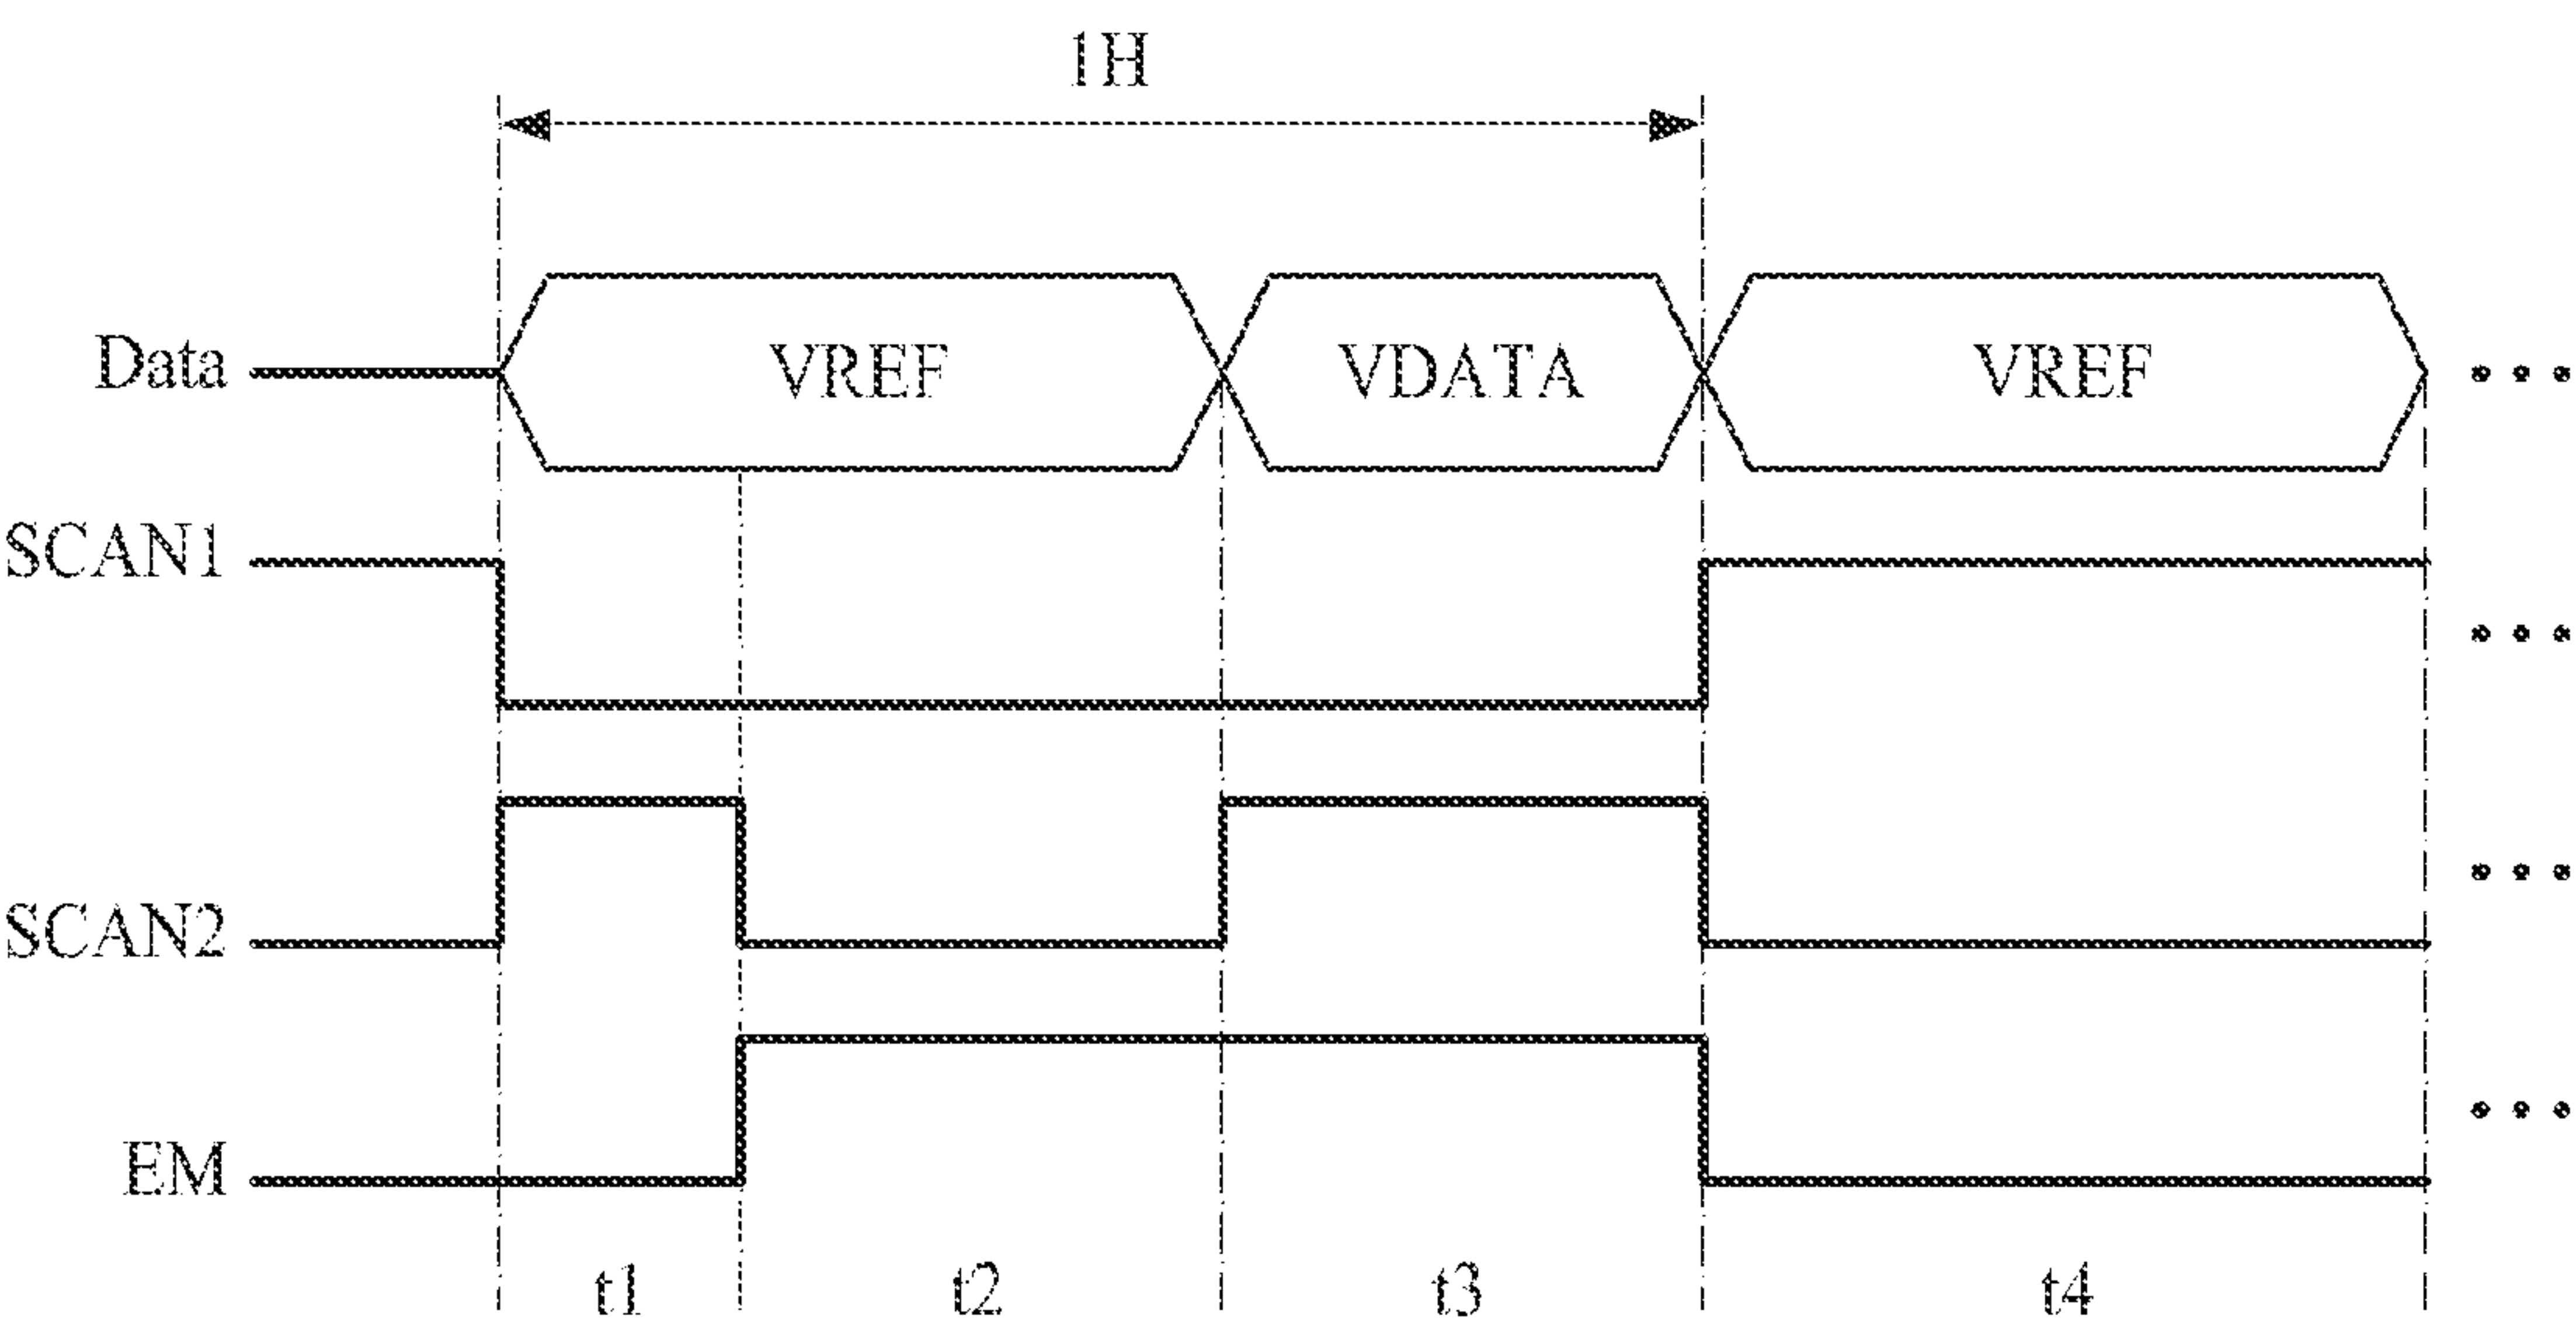 1H
Data VREF VDATA VREF
SCAN1
SCAN2
EM
t1 t2 t3 t4